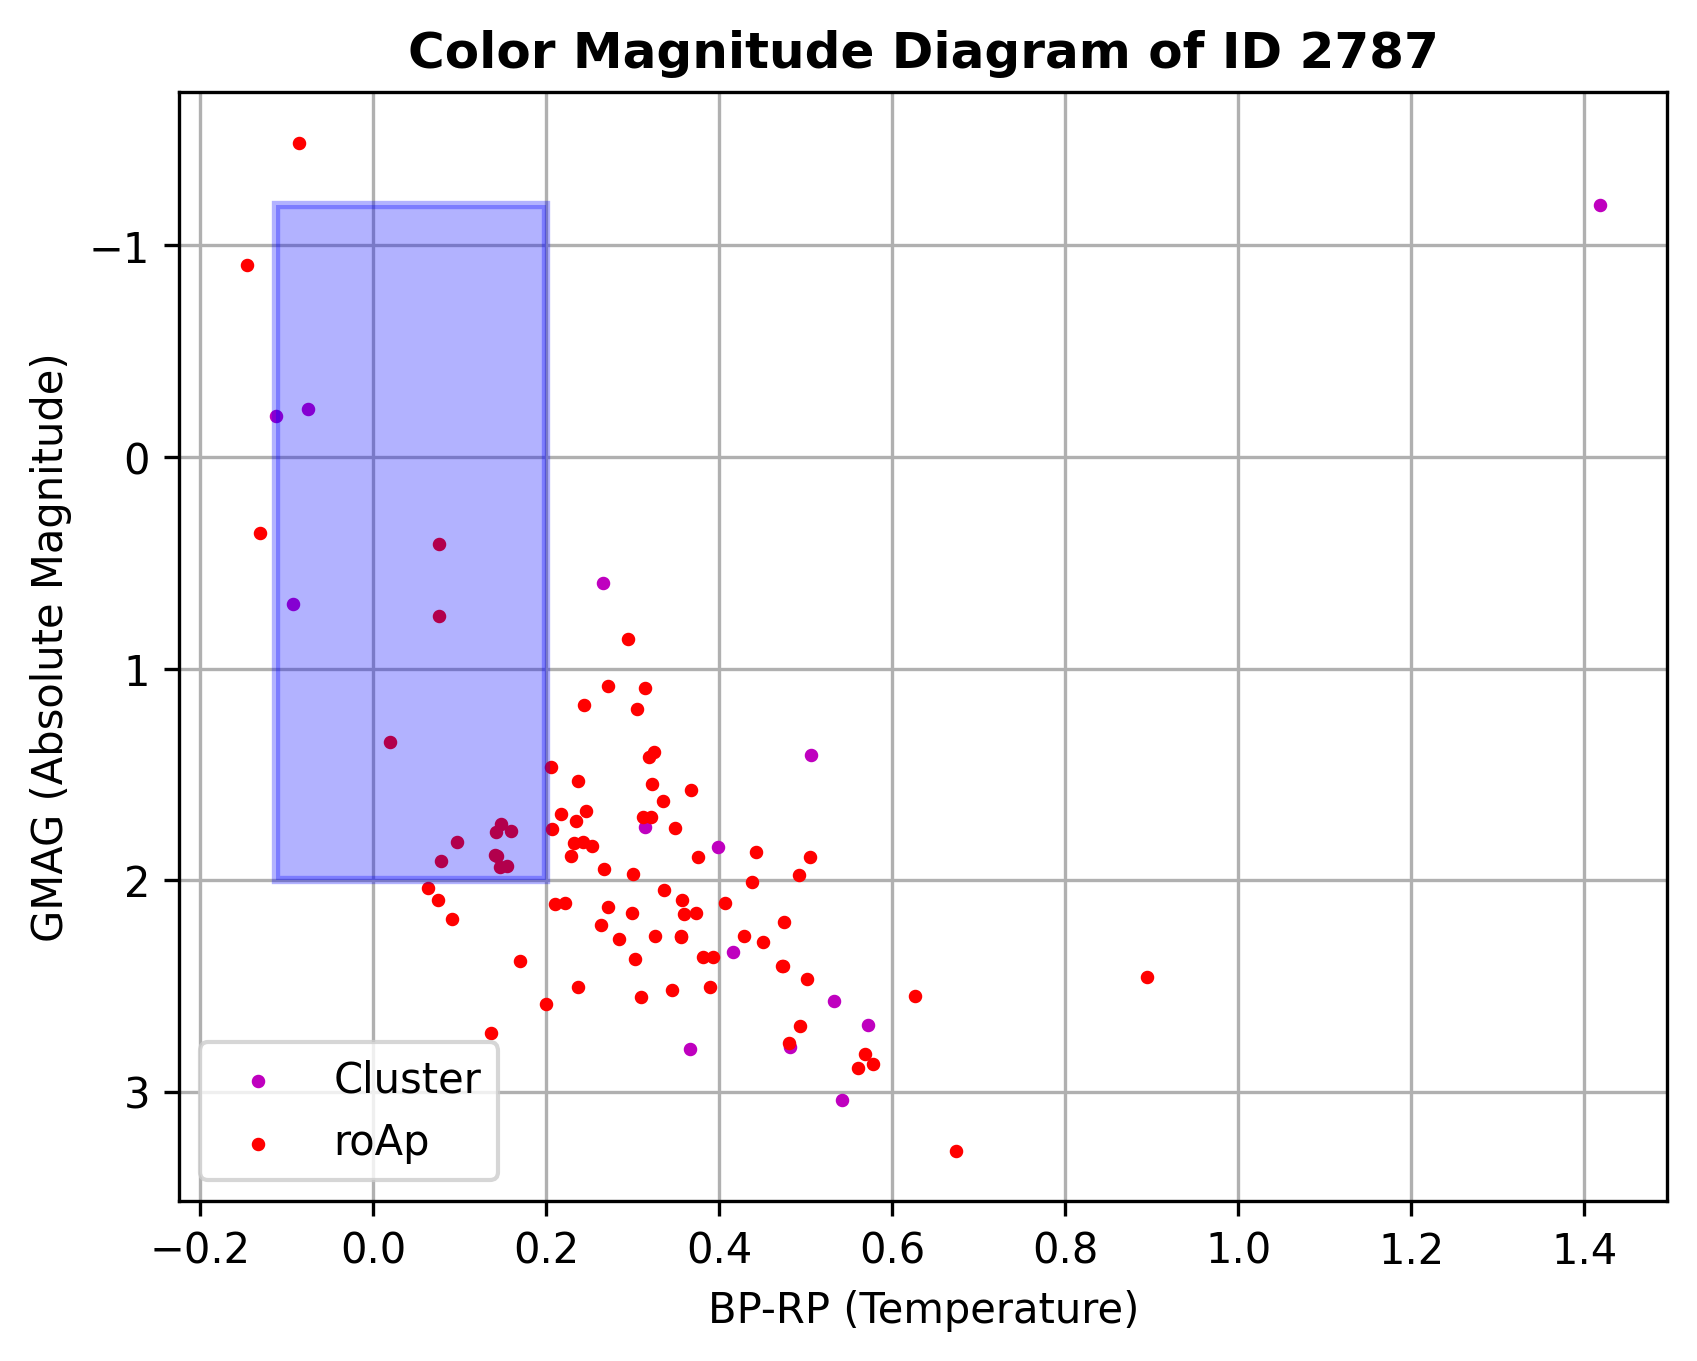 Color Magnitude Diagram of ID 2787
GMAG (Absolute Magnitude)
−1
0
1
2
3
Cluster
roAp
−0.2 0.0 0.2 0.4 0.6 0.8 1.0 1.2 1.4
BP-RP (Temperature)